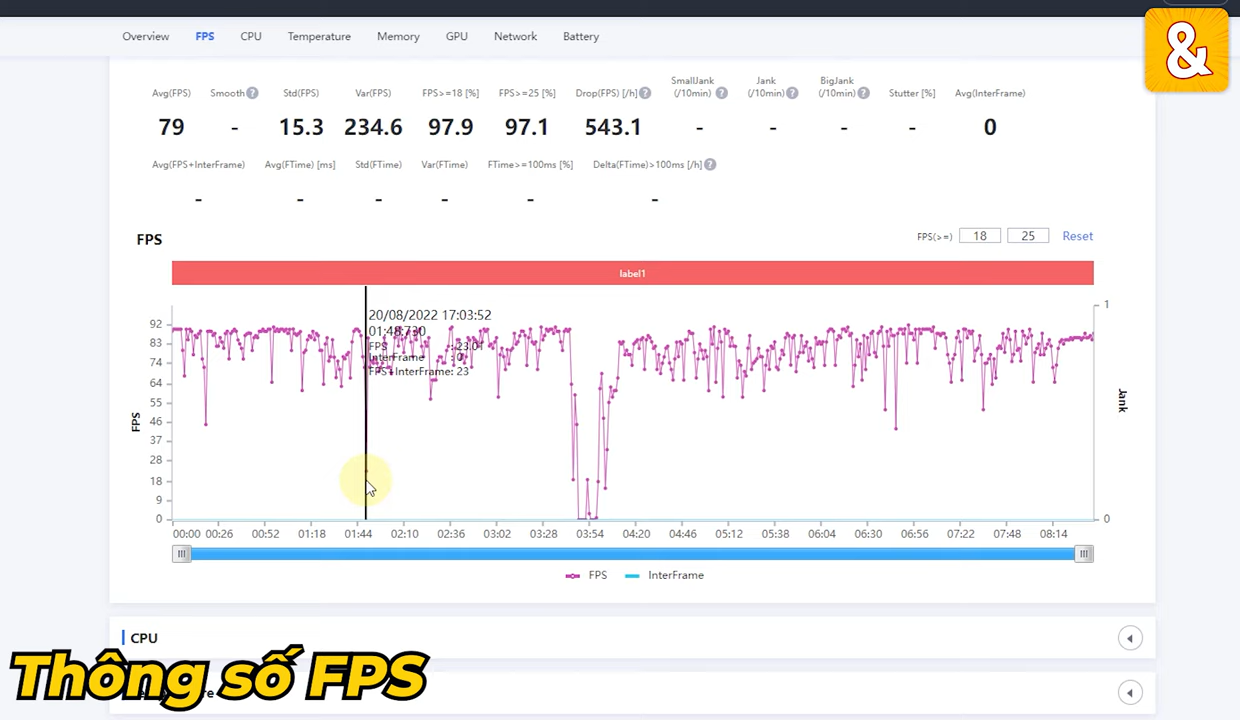 Overview FPS CPU Temperature Memory GPU Network Battery
&
Avg(FPS) Smooth ? Std(FPS) Var(FPS) FPS>=18 [%] FPS>=25 [%] Drop(FPS) [/h] ? SmallJank (/10min) ? Jank (/10min) ? BigJank (/10min) ? Stutter [%] Avg(InterFrame)
79 - 15.3 234.6 97.9 97.1 543.1 - - - - 0
Avg(FPS+InterFrame) Avg(FTime) [ms] Std(FTime) Var(FTime) FTime>=100ms [%] Delta(FTime)>100ms [/h] ?
- - - - - -
FPS
FPS(>=) 18 25 Reset
label1
20/08/2022 17:03:52
01:48.730
FPS : 23.01
InterFrame : 0
FPS+InterFrame: 23
92
83
74
64
55
46
37
28
18
9
0
FPS
1
0
Jank
00:00 00:26 00:52 01:18 01:44 02:10 02:36 03:02 03:28 03:54 04:20 04:46 05:12 05:38 06:04 06:30 06:56 07:22 07:48 08:14
FPS InterFrame
CPU
Thông số FPS